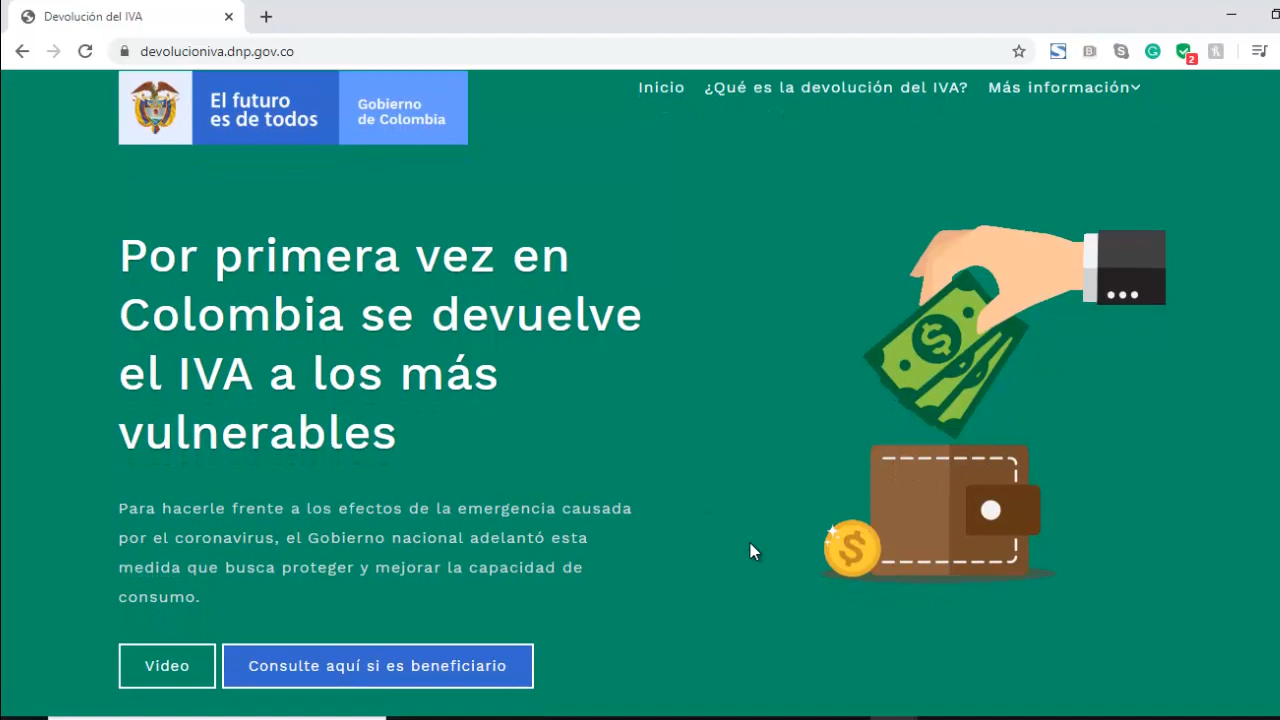 Devolución del IVA
devolucioniva.dnp.gov.co
2
El futuro
es de todos
Gobierno
de Colombia
Inicio ¿Qué es la devolución del IVA? Más información
Por primera vez en
Colombia se devuelve
el IVA a los más
vulnerables
Para hacerle frente a los efectos de la emergencia causada
por el coronavirus, el Gobierno nacional adelantó esta
medida que busca proteger y mejorar la capacidad de
consumo.
Video Consulte aquí si es beneficiario